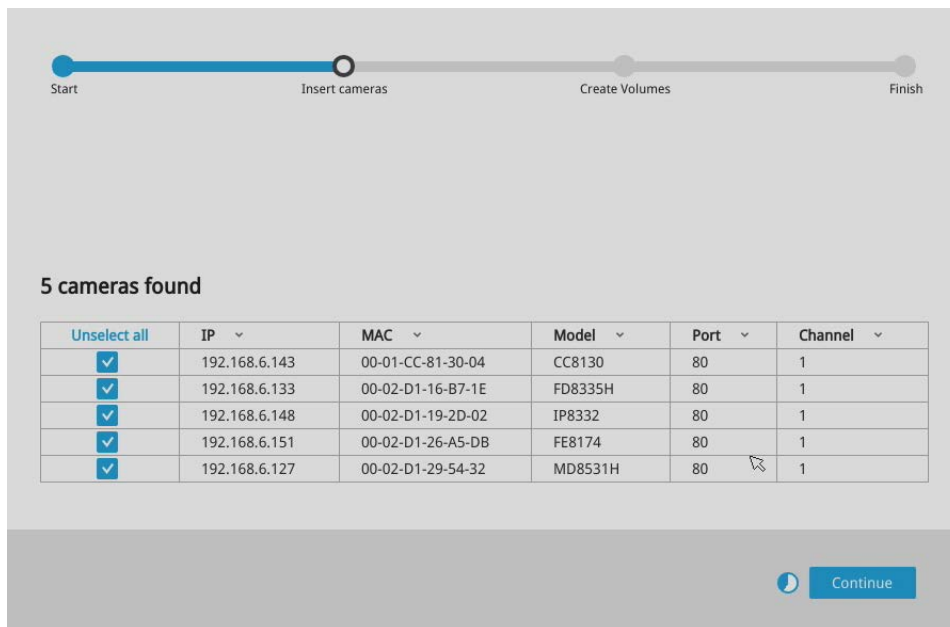 Start Insert cameras Create Volumes Finish
5 cameras found
Unselect all IP MAC Model Port Channel
192.168.6.143 00-01-CC-81-30-04 CC8130 80 1
192.168.6.133 00-02-D1-16-B7-1E FD8335H 80 1
192.168.6.148 00-02-D1-19-2D-02 IP8332 80 1
192.168.6.151 00-02-D1-26-A5-DB FE8174 80 1
192.168.6.127 00-02-D1-29-54-32 MD8531H 80 1
Continue